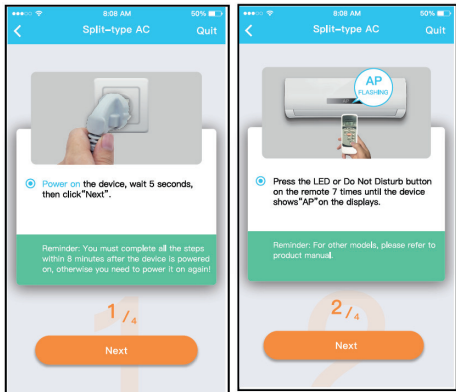 8:08 AM
50%
Split-type AC
Quit
Power on the device, wait 5 seconds,
then click"Next".
Reminder: You must complete all the steps
within 8 minutes after the device is powered
on, otherwise you need to power it on again!
1/4
1
Next
8:08 AM
50%
Split-type AC
Quit
AP
FLASHING
Press the LED or Do Not Disturb button
on the remote 7 times until the device
shows"AP"on the displays.
Reminder: For other models, please refer to
product manual.
2/4
2
Next